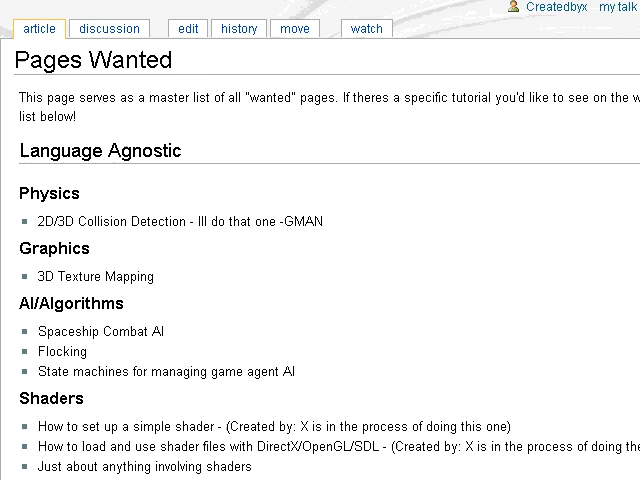 Createdbyx my talk
article discussion edit history move watch
Pages Wanted
This page serves as a master list of all "wanted" pages. If theres a specific tutorial you'd like to see on the w
list below!
Language Agnostic
Physics
2D/3D Collision Detection - Ill do that one -GMAN
Graphics
3D Texture Mapping
AI/Algorithms
Spaceship Combat AI
Flocking
State machines for managing game agent AI
Shaders
How to set up a simple shader - (Created by: X is in the process of doing this one)
How to load and use shader files with DirectX/OpenGL/SDL - (Created by: X is in the process of doing the
Just about anything involving shaders